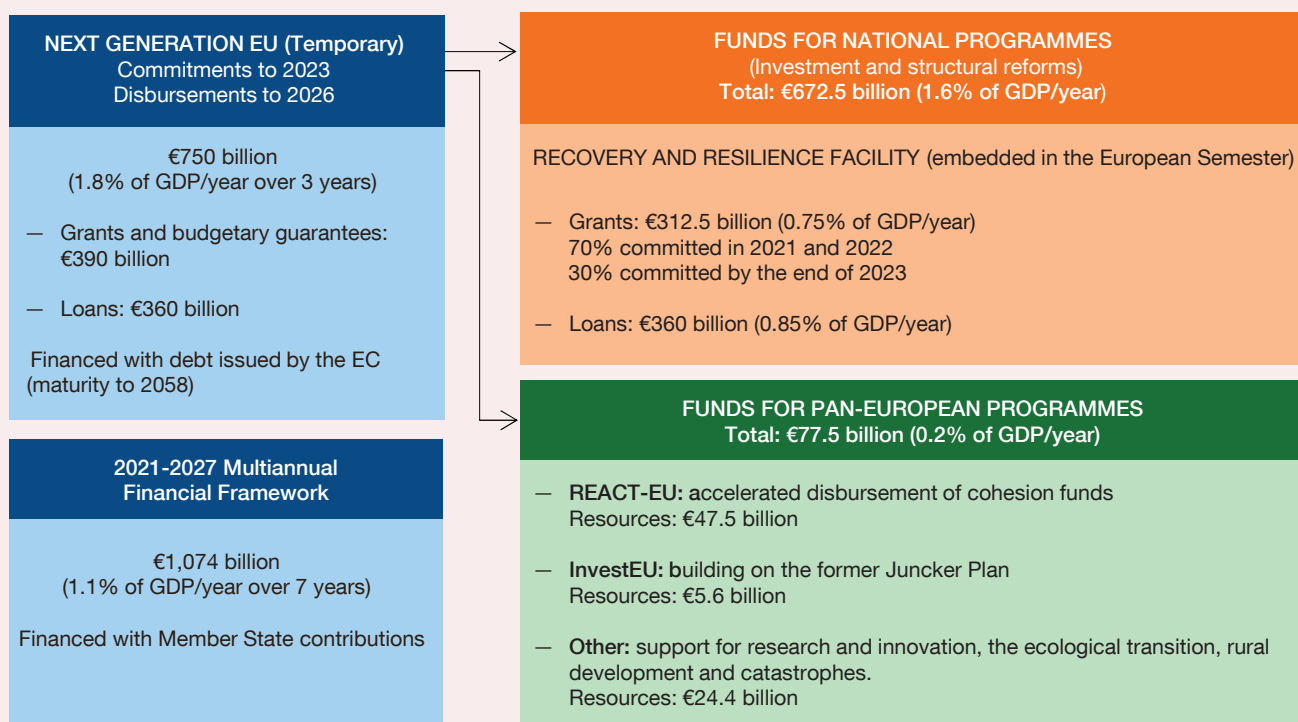 NEXT GENERATION EU (Temporary)
Commitments to 2023
Disbursements to 2026
€750 billion
(1.8% of GDP/year over 3 years)
— Grants and budgetary guarantees:
€390 billion
— Loans: €360 billion
Financed with debt issued by the EC
(maturity to 2058)
2021-2027 Multiannual
Financial Framework
€1,074 billion
(1.1% of GDP/year over 7 years)
Financed with Member State contributions
FUNDS FOR NATIONAL PROGRAMMES
(Investment and structural reforms)
Total: €672.5 billion (1.6% of GDP/year)
RECOVERY AND RESILIENCE FACILITY (embedded in the European Semester)
— Grants: €312.5 billion (0.75% of GDP/year)
70% committed in 2021 and 2022
30% committed by the end of 2023
— Loans: €360 billion (0.85% of GDP/year)
FUNDS FOR PAN-EUROPEAN PROGRAMMES
Total: €77.5 billion (0.2% of GDP/year)
— REACT-EU: accelerated disbursement of cohesion funds
Resources: €47.5 billion
— InvestEU: building on the former Juncker Plan
Resources: €5.6 billion
— Other: support for research and innovation, the ecological transition, rural
development and catastrophes.
Resources: €24.4 billion